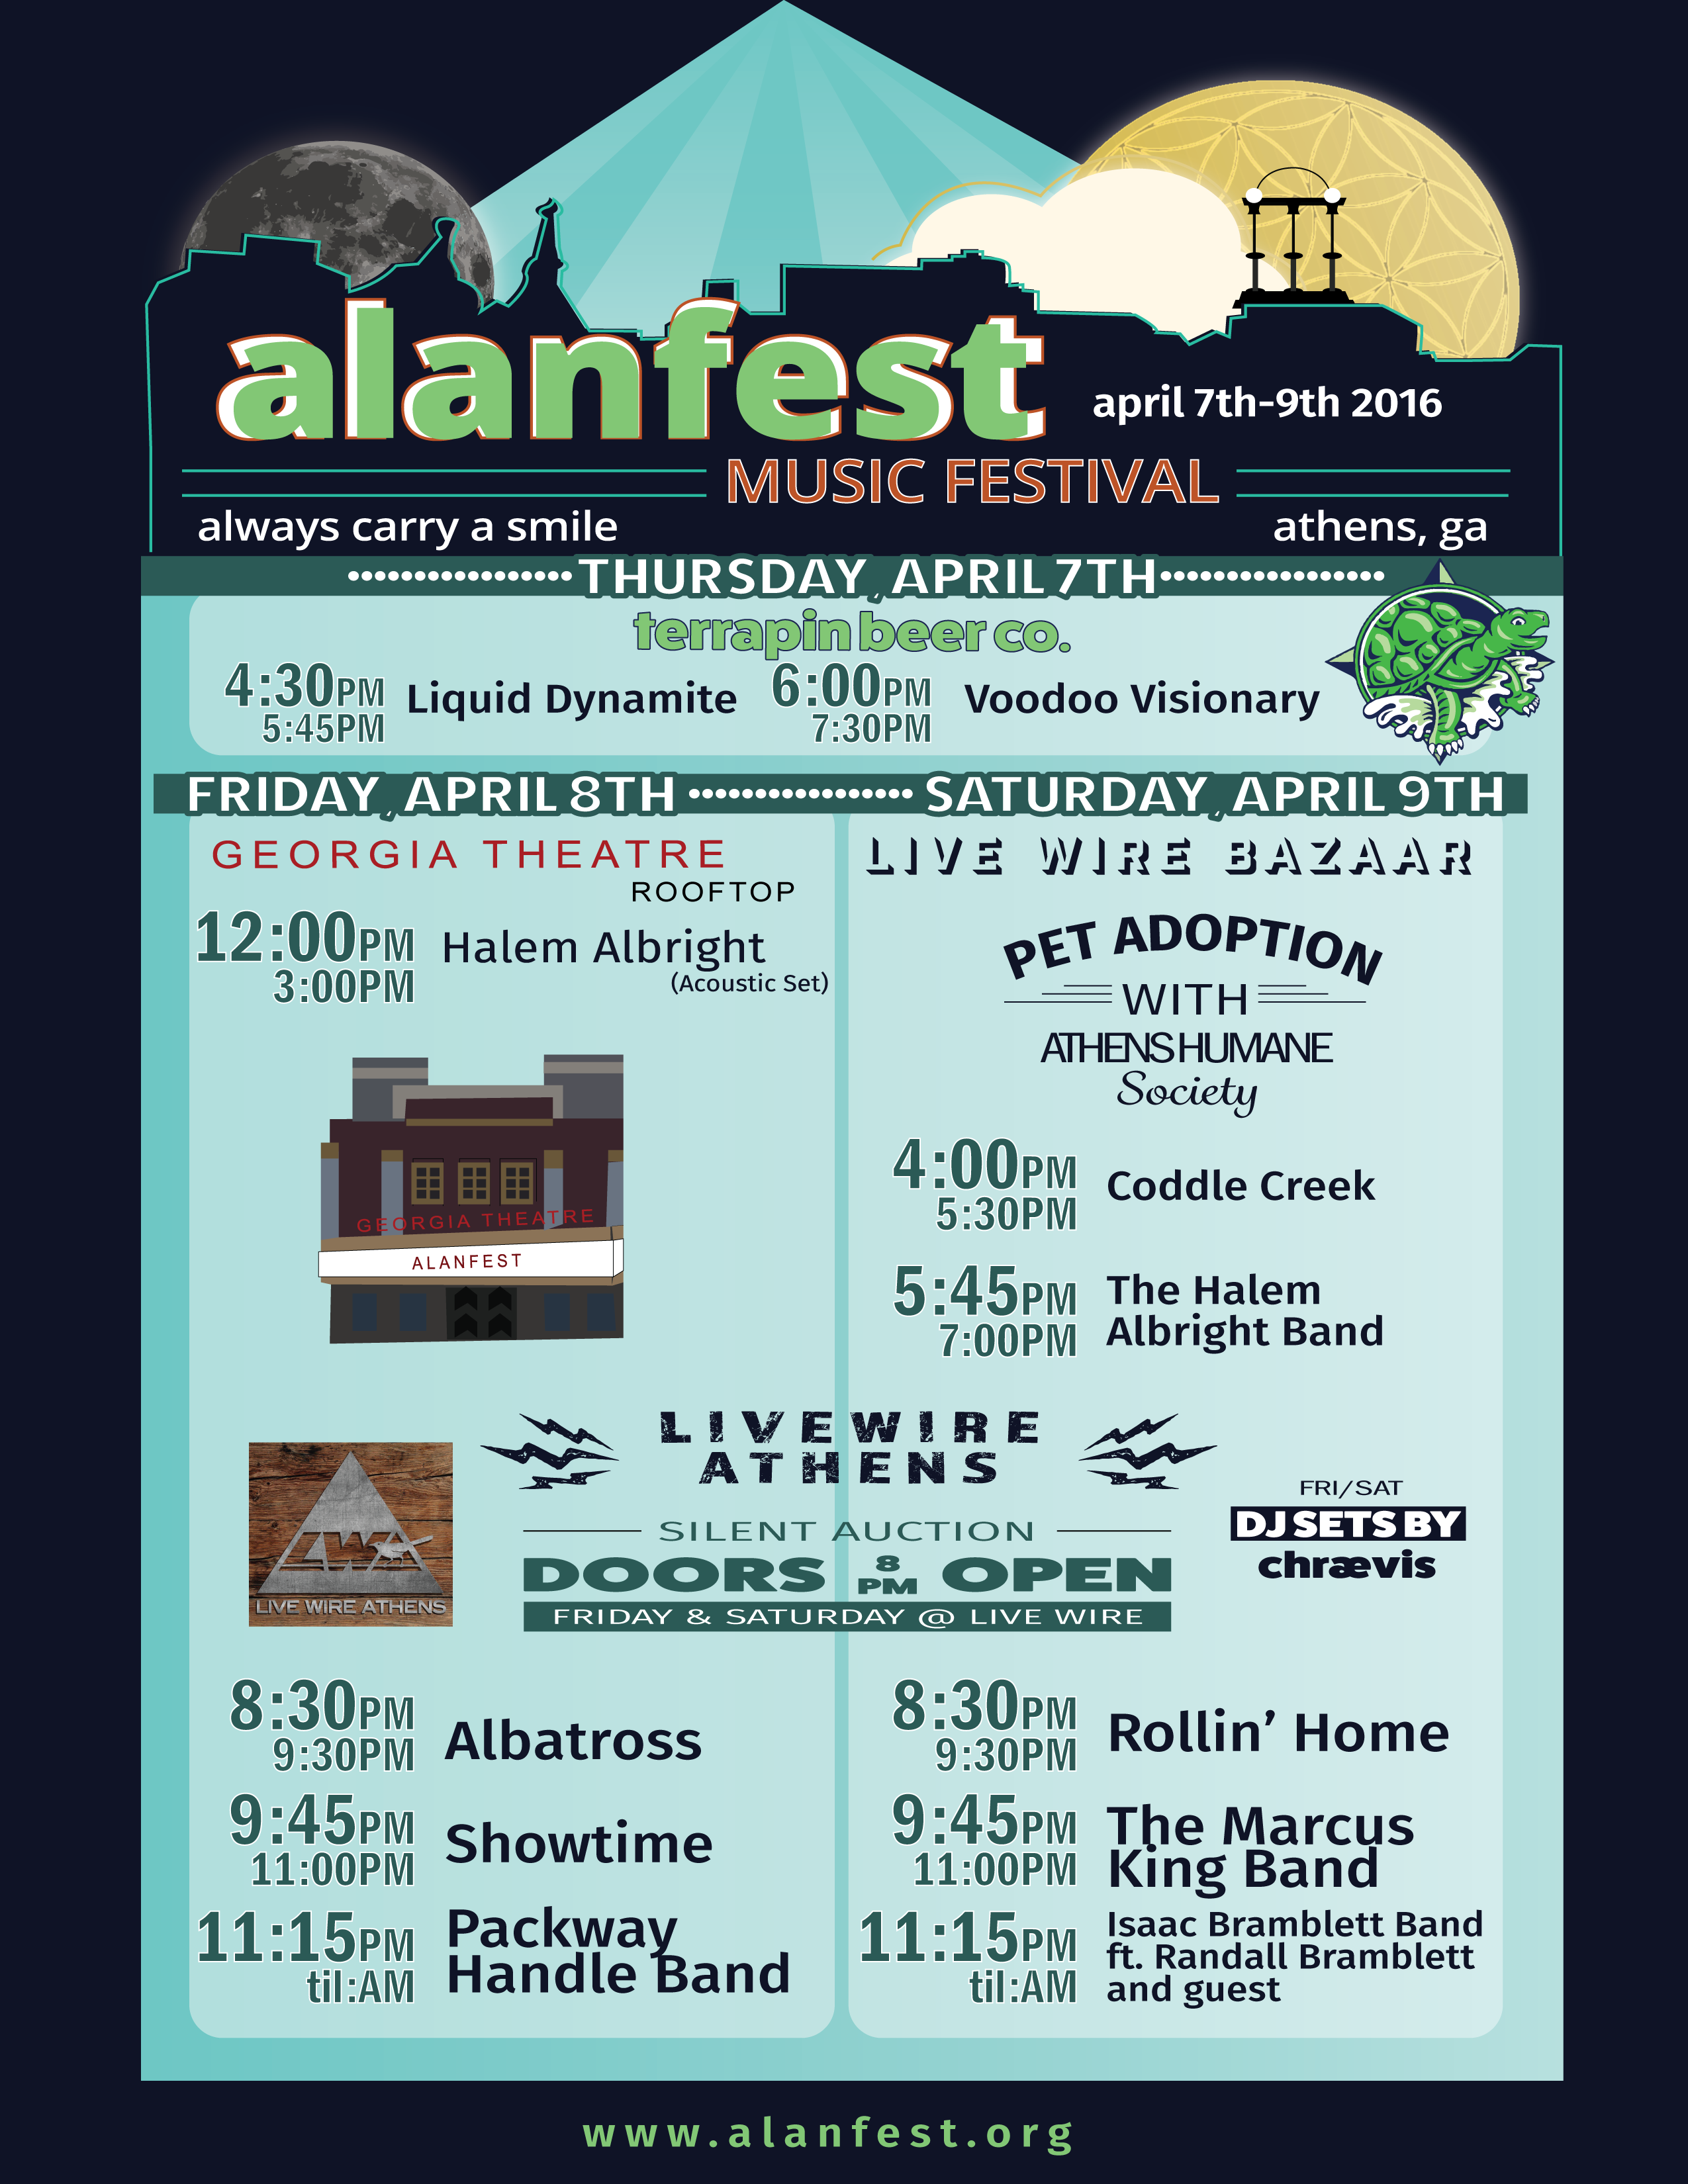 alanfest
april 7th-9th 2016
MUSIC FESTIVAL
always carry a smile
athens, ga
THURSDAY, APRIL 7TH
terrapin beer co.
4:30PM
5:45PM
Liquid Dynamite
6:00PM
7:30PM
Voodoo Visionary
FRIDAY, APRIL 8TH
GEORGIA THEATRE
ROOFTOP
12:00PM
3:00PM
Halem Albright
(Acoustic Set)
GEORGIA THEATRE
ALANFEST
SATURDAY, APRIL 9TH
LIVE WIRE BAZAAR
PET ADOPTION
WITH
ATHENS HUMANE
Society
4:00PM
5:30PM
Coddle Creek
5:45PM
7:00PM
The Halem
Albright Band
LIVEWIRE
ATHENS
LIVE WIRE ATHENS
SILENT AUCTION
DOORS 8 PM OPEN
FRIDAY & SATURDAY @ LIVE WIRE
FRI/SAT
DJ SETS BY
chrævis
8:30PM
9:30PM
Albatross
9:45PM
11:00PM
Showtime
11:15PM
til:AM
Packway
Handle Band
8:30PM
9:30PM
Rollin’ Home
9:45PM
11:00PM
The Marcus
King Band
11:15PM
til:AM
Isaac Bramblett Band
ft. Randall Bramblett
and guest
www.alanfest.org